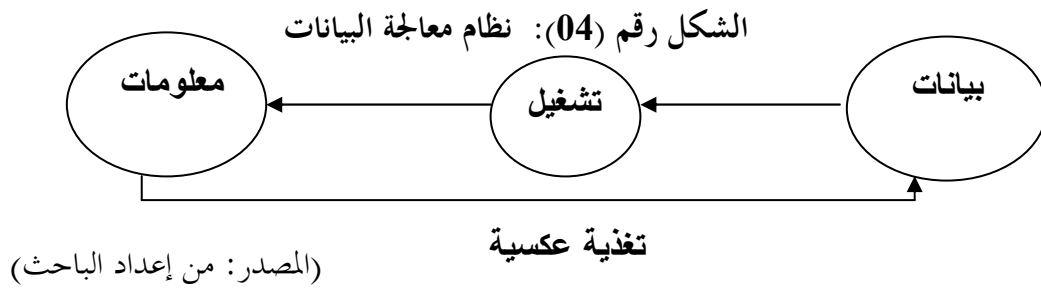 الشكل رقم (04): نظام معالجة البيانات
بيانات
تشغيل
معلومات
تغذية عكسية
(المصدر: من إعداد الباحث)